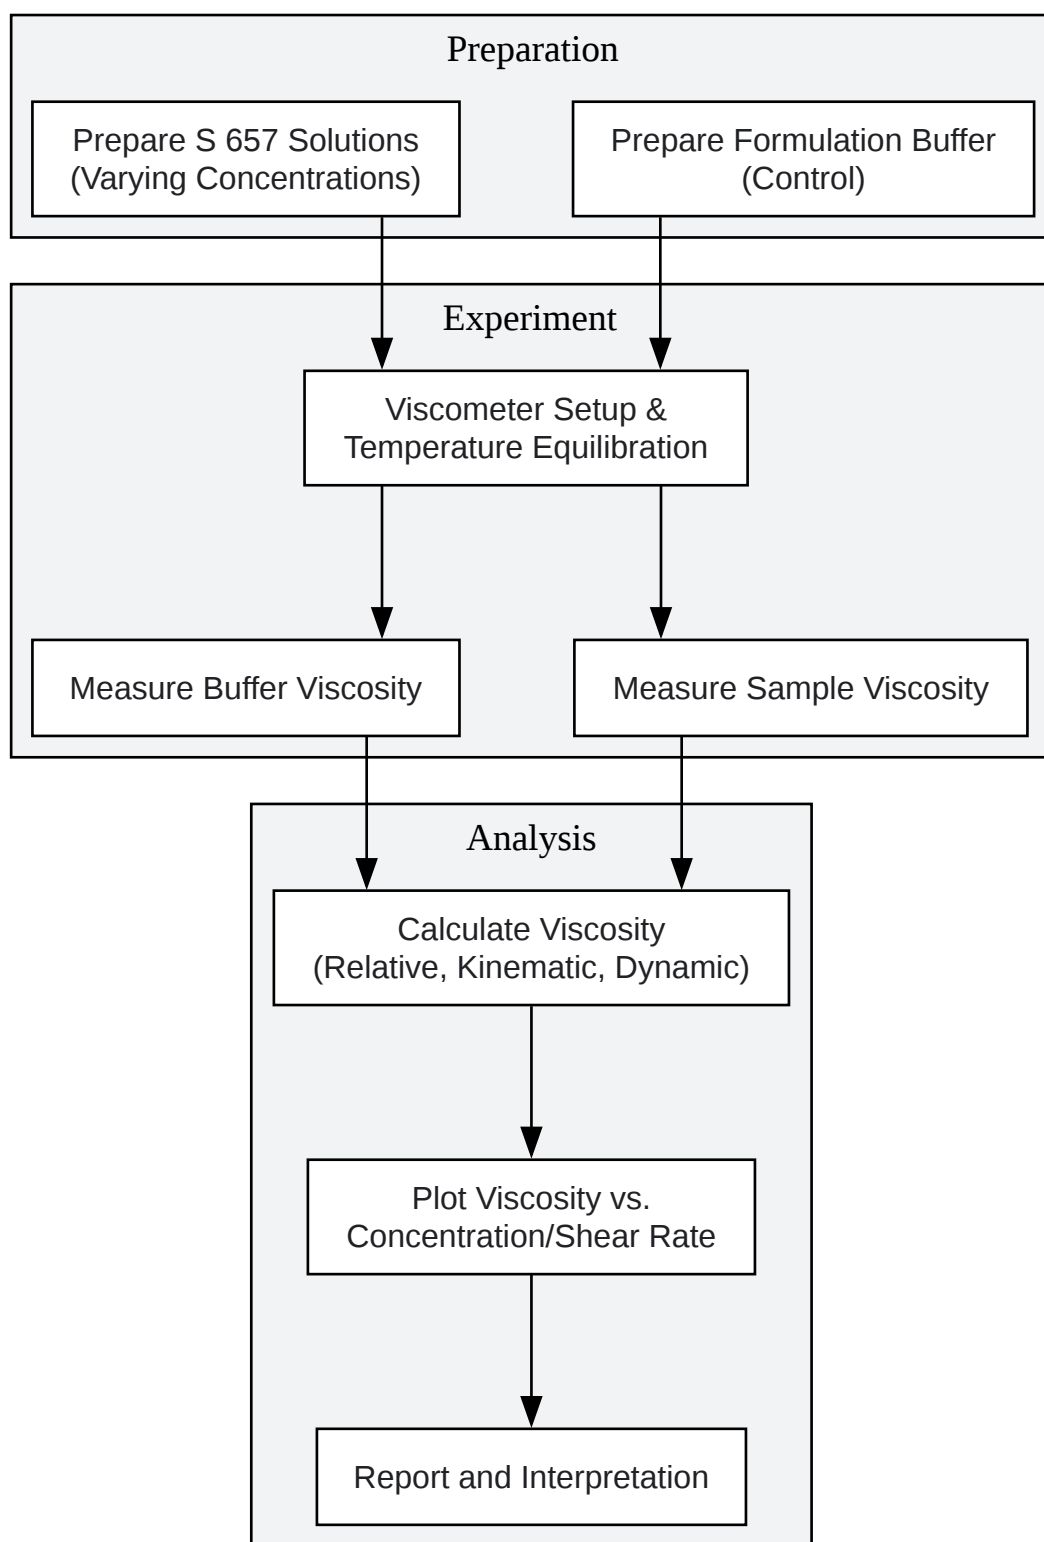 Preparation
Prepare S 657 Solutions
(Varying Concentrations)
Prepare Formulation Buffer
(Control)
Experiment
Viscometer Setup &
Temperature Equilibration
Measure Buffer Viscosity
Measure Sample Viscosity
Analysis
Calculate Viscosity
(Relative, Kinematic, Dynamic)
Plot Viscosity vs.
Concentration/Shear Rate
Report and Interpretation